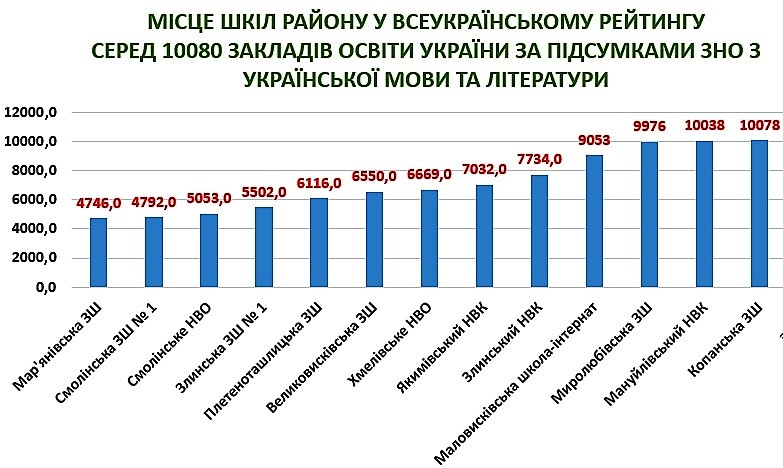 МІСЦЕ ШКІЛ РАЙОНУ У ВСЕУКРАЇНСЬКОМУ РЕЙТИНГУ
СЕРЕД 10080 ЗАКЛАДІВ ОСВІТИ УКРАЇНИ ЗА ПІДСУМКАМИ ЗНО З
УКРАЇНСЬКОЇ МОВИ ТА ЛІТЕРАТУРИ
12000,0
10000,0
8000,0
6000,0
4000,0
2000,0
0,0
4746,0
4792,0
5053,0
5502,0
6116,0
6550,0
6669,0
7032,0
7734,0
9053
9976
10038
10078
Мар'янівська ЗШ
Смолінська ЗШ № 1
Смолінське НВО
Злинська ЗШ № 1
Плетеноташлицька ЗШ
Великовисківська ЗШ
Хмелівське НВО
Якимівський НВК
Злинський НВК
Маловисківська школа-інтернат
Миролюбівська ЗШ
Мануйлівський НВК
Копанська ЗШ